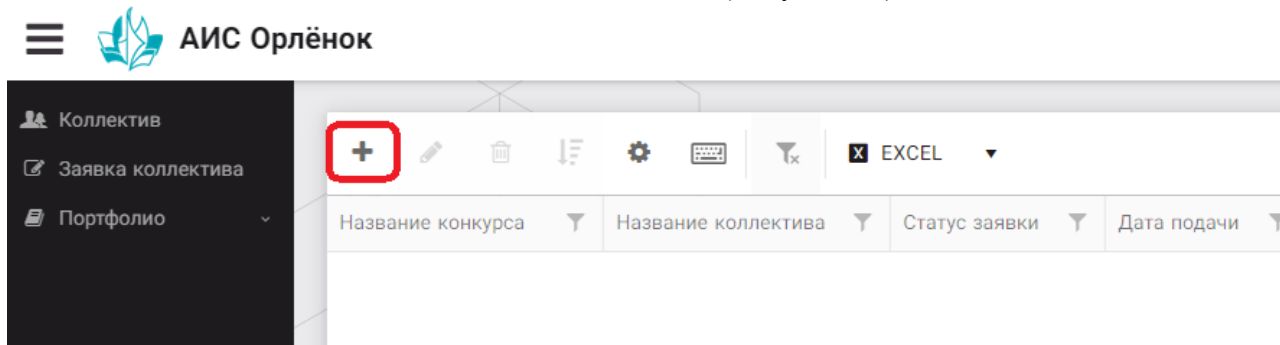 АИС Орлёнок
Коллектив
Заявка коллектива
Портфолио
X EXCEL
Название конкурса Название коллектива Статус заявки Дата подачи